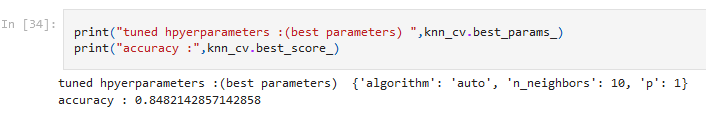 In [34]:
print("tuned hpyerparameters :(best parameters) ",knn_cv.best_params_)
print("accuracy :",knn_cv.best_score_)
tuned hpyerparameters :(best parameters)  {'algorithm': 'auto', 'n_neighbors': 10, 'p': 1}
accuracy : 0.8482142857142858